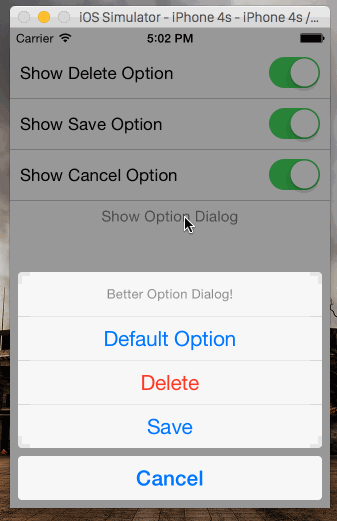 iOS Simulator - iPhone 4s - iPhone 4s /...
Carrier 5:02 PM
Show Delete Option
Show Save Option
Show Cancel Option
Show Option Dialog
Better Option Dialog!
Default Option
Delete
Save
Cancel